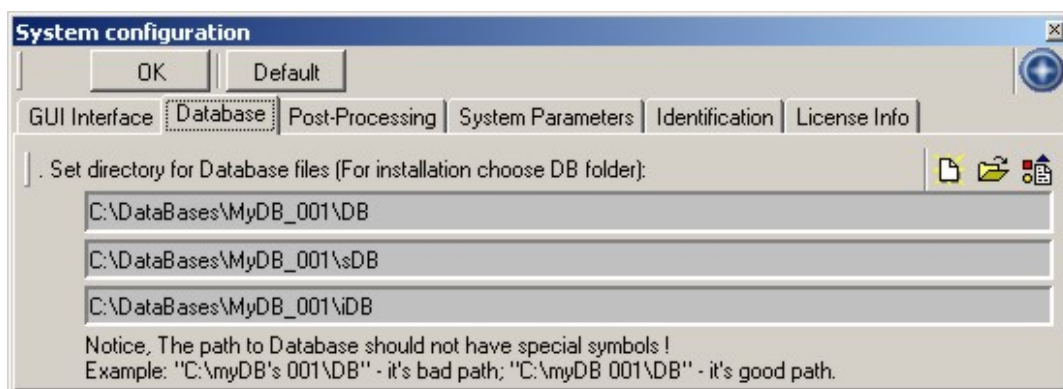 System configuration
OK Default
GUI Interface Database Post-Processing System Parameters Identification License Info
. Set directory for Database files (For installation choose DB folder):
C:\DataBases\MyDB_001\DB
C:\DataBases\MyDB_001\sDB
C:\DataBases\MyDB_001\iDB
Notice, The path to Database should not have special symbols !
Example: "C:\myDB's 001\DB" - it's bad path; "C:\myDB 001\DB" - it's good path.